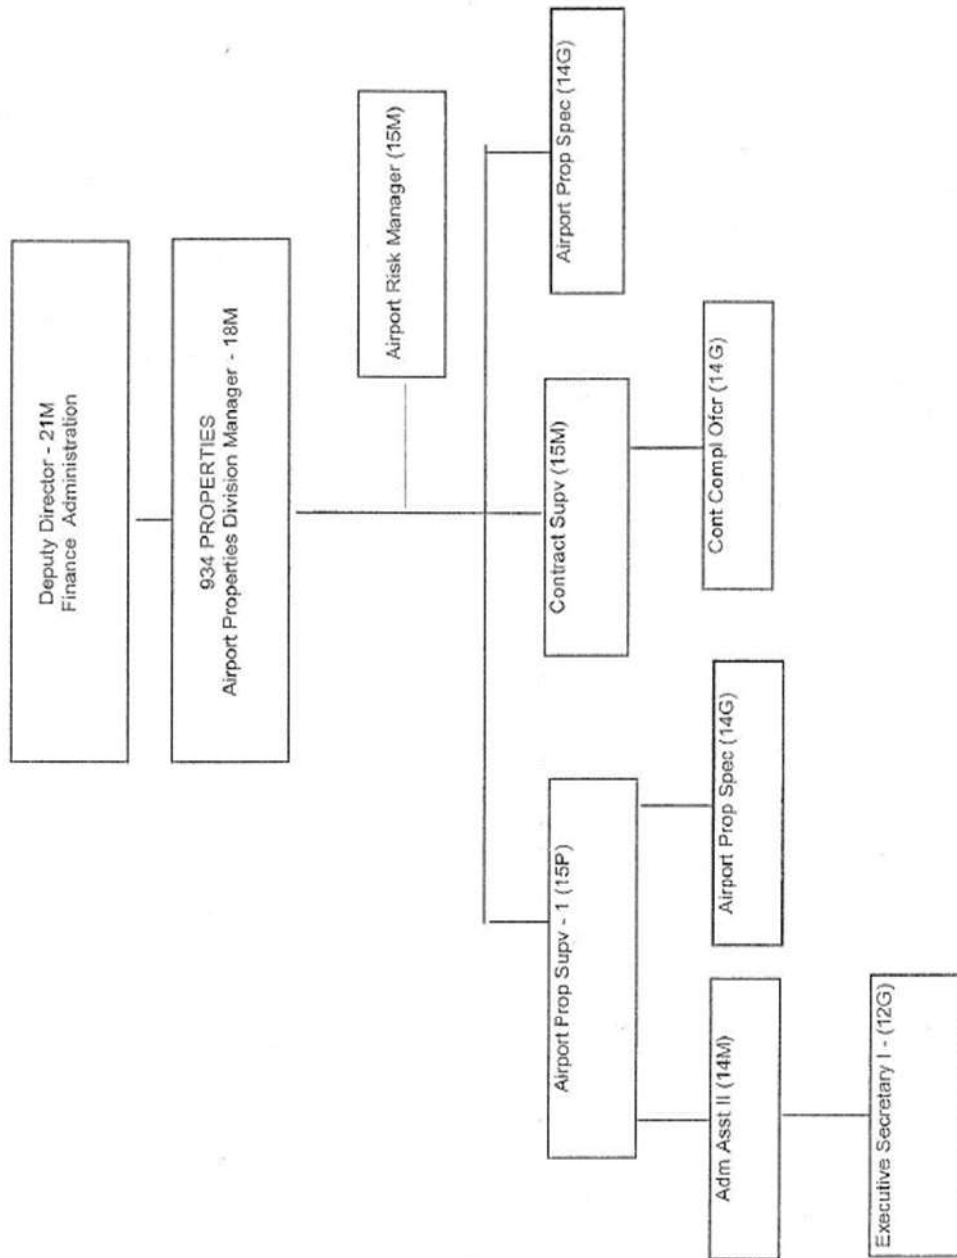 Deputy Director - 21M
Finance Administration
934 PROPERTIES
Airport Properties Division Manager - 18M
Airport Risk Manager (15M)
Airport Prop Supv - 1 (15P)
Contract Supv (15M)
Airport Prop Spec (14G)
Adm Asst II (14M)
Airport Prop Spec (14G)
Cont Compl Ofcr (14G)
Executive Secretary I - (12G)